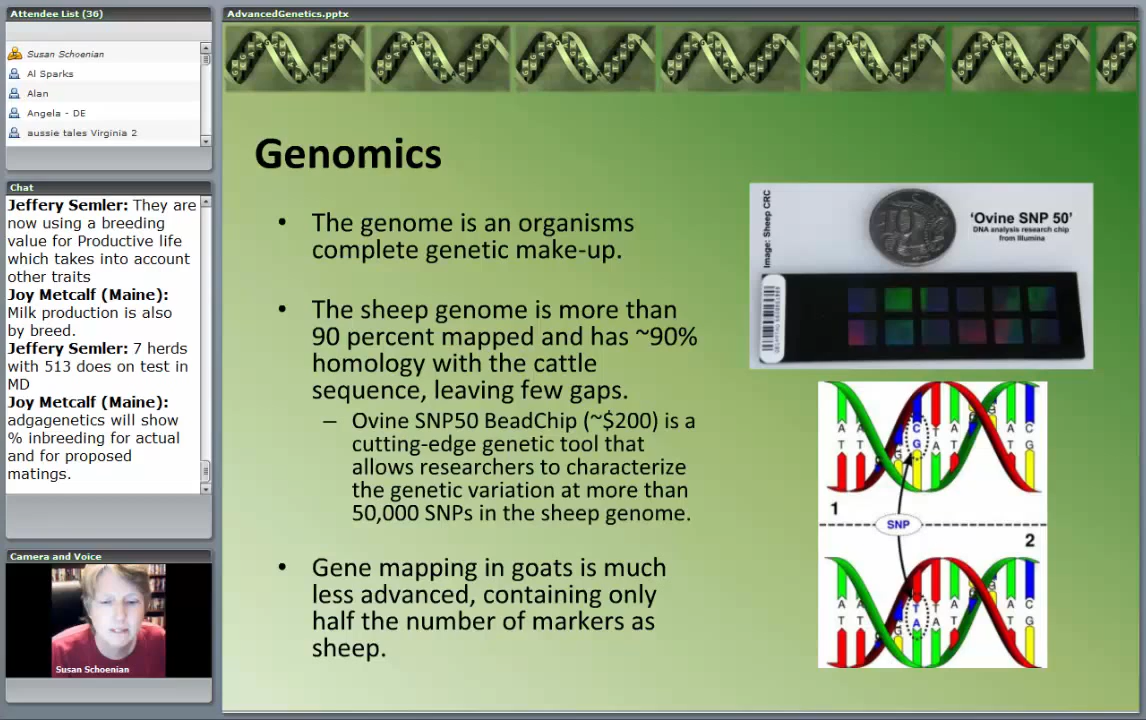 Attendee List (36)
Susan Schoenian
Al Sparks
Alan
Angela - DE
aussie tales Virginia 2
Chat
Jeffery Semler: They are
now using a breeding
value for Productive life
which takes into account
other traits
Joy Metcalf (Maine):
Milk production is also
by breed.
Jeffery Semler: 7 herds
with 513 does on test in
MD
Joy Metcalf (Maine):
adgagenetics will show
% inbreeding for actual
and for proposed
matings.
Camera and Voice
Susan Schoenian
AdvancedGenetics.pptx
Genomics
• The genome is an organisms
complete genetic make-up.
• The sheep genome is more than
90 percent mapped and has ~90%
homology with the cattle
sequence, leaving few gaps.
– Ovine SNP50 BeadChip (~$200) is a
cutting-edge genetic tool that
allows researchers to characterize
the genetic variation at more than
50,000 SNPs in the sheep genome.
• Gene mapping in goats is much
less advanced, containing only
half the number of markers as
sheep.
Image: Sheep CRC
'Ovine SNP 50'
DNA analysis research chip
from Illumina
1
SNP
2